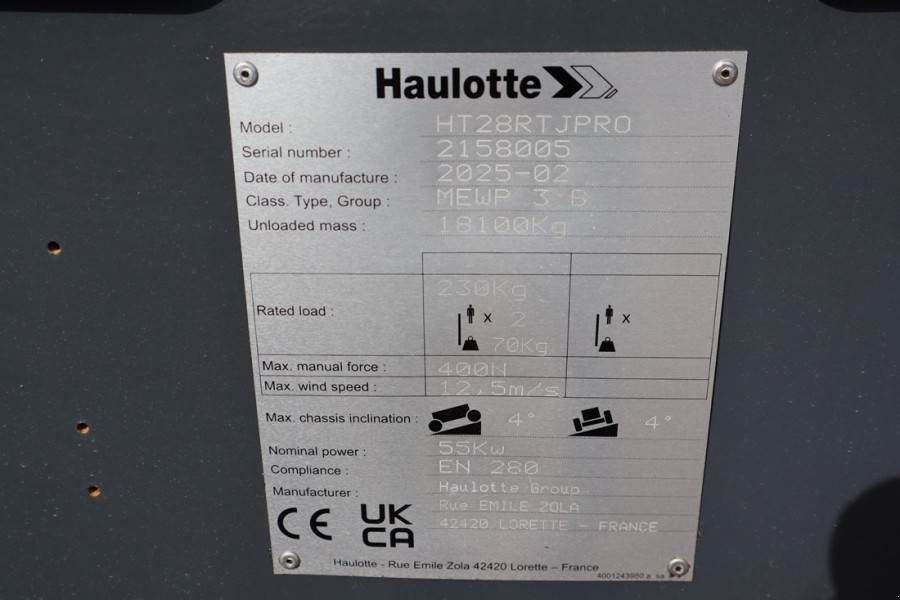 Haulotte
Model : HT28RTJPRO
Serial number : 2158005
Date of manufacture : 2025-02
Class. Type, Group : MEWP 3 B
Unloaded mass : 18100Kg
230Kg
Rated load : x 2 x
70Kg
Max. manual force : 400N
Max. wind speed : 12,5m/s
Max. chassis inclination : 4° 4°
Nominal power : 55Kw
Compliance : EN 280
Manufacturer : Haulotte Group
Rue EMILE ZOLA
42420 LORETTE - FRANCE
CE UK
CA
Haulotte - Rue Emile Zola 42420 Lorette – France